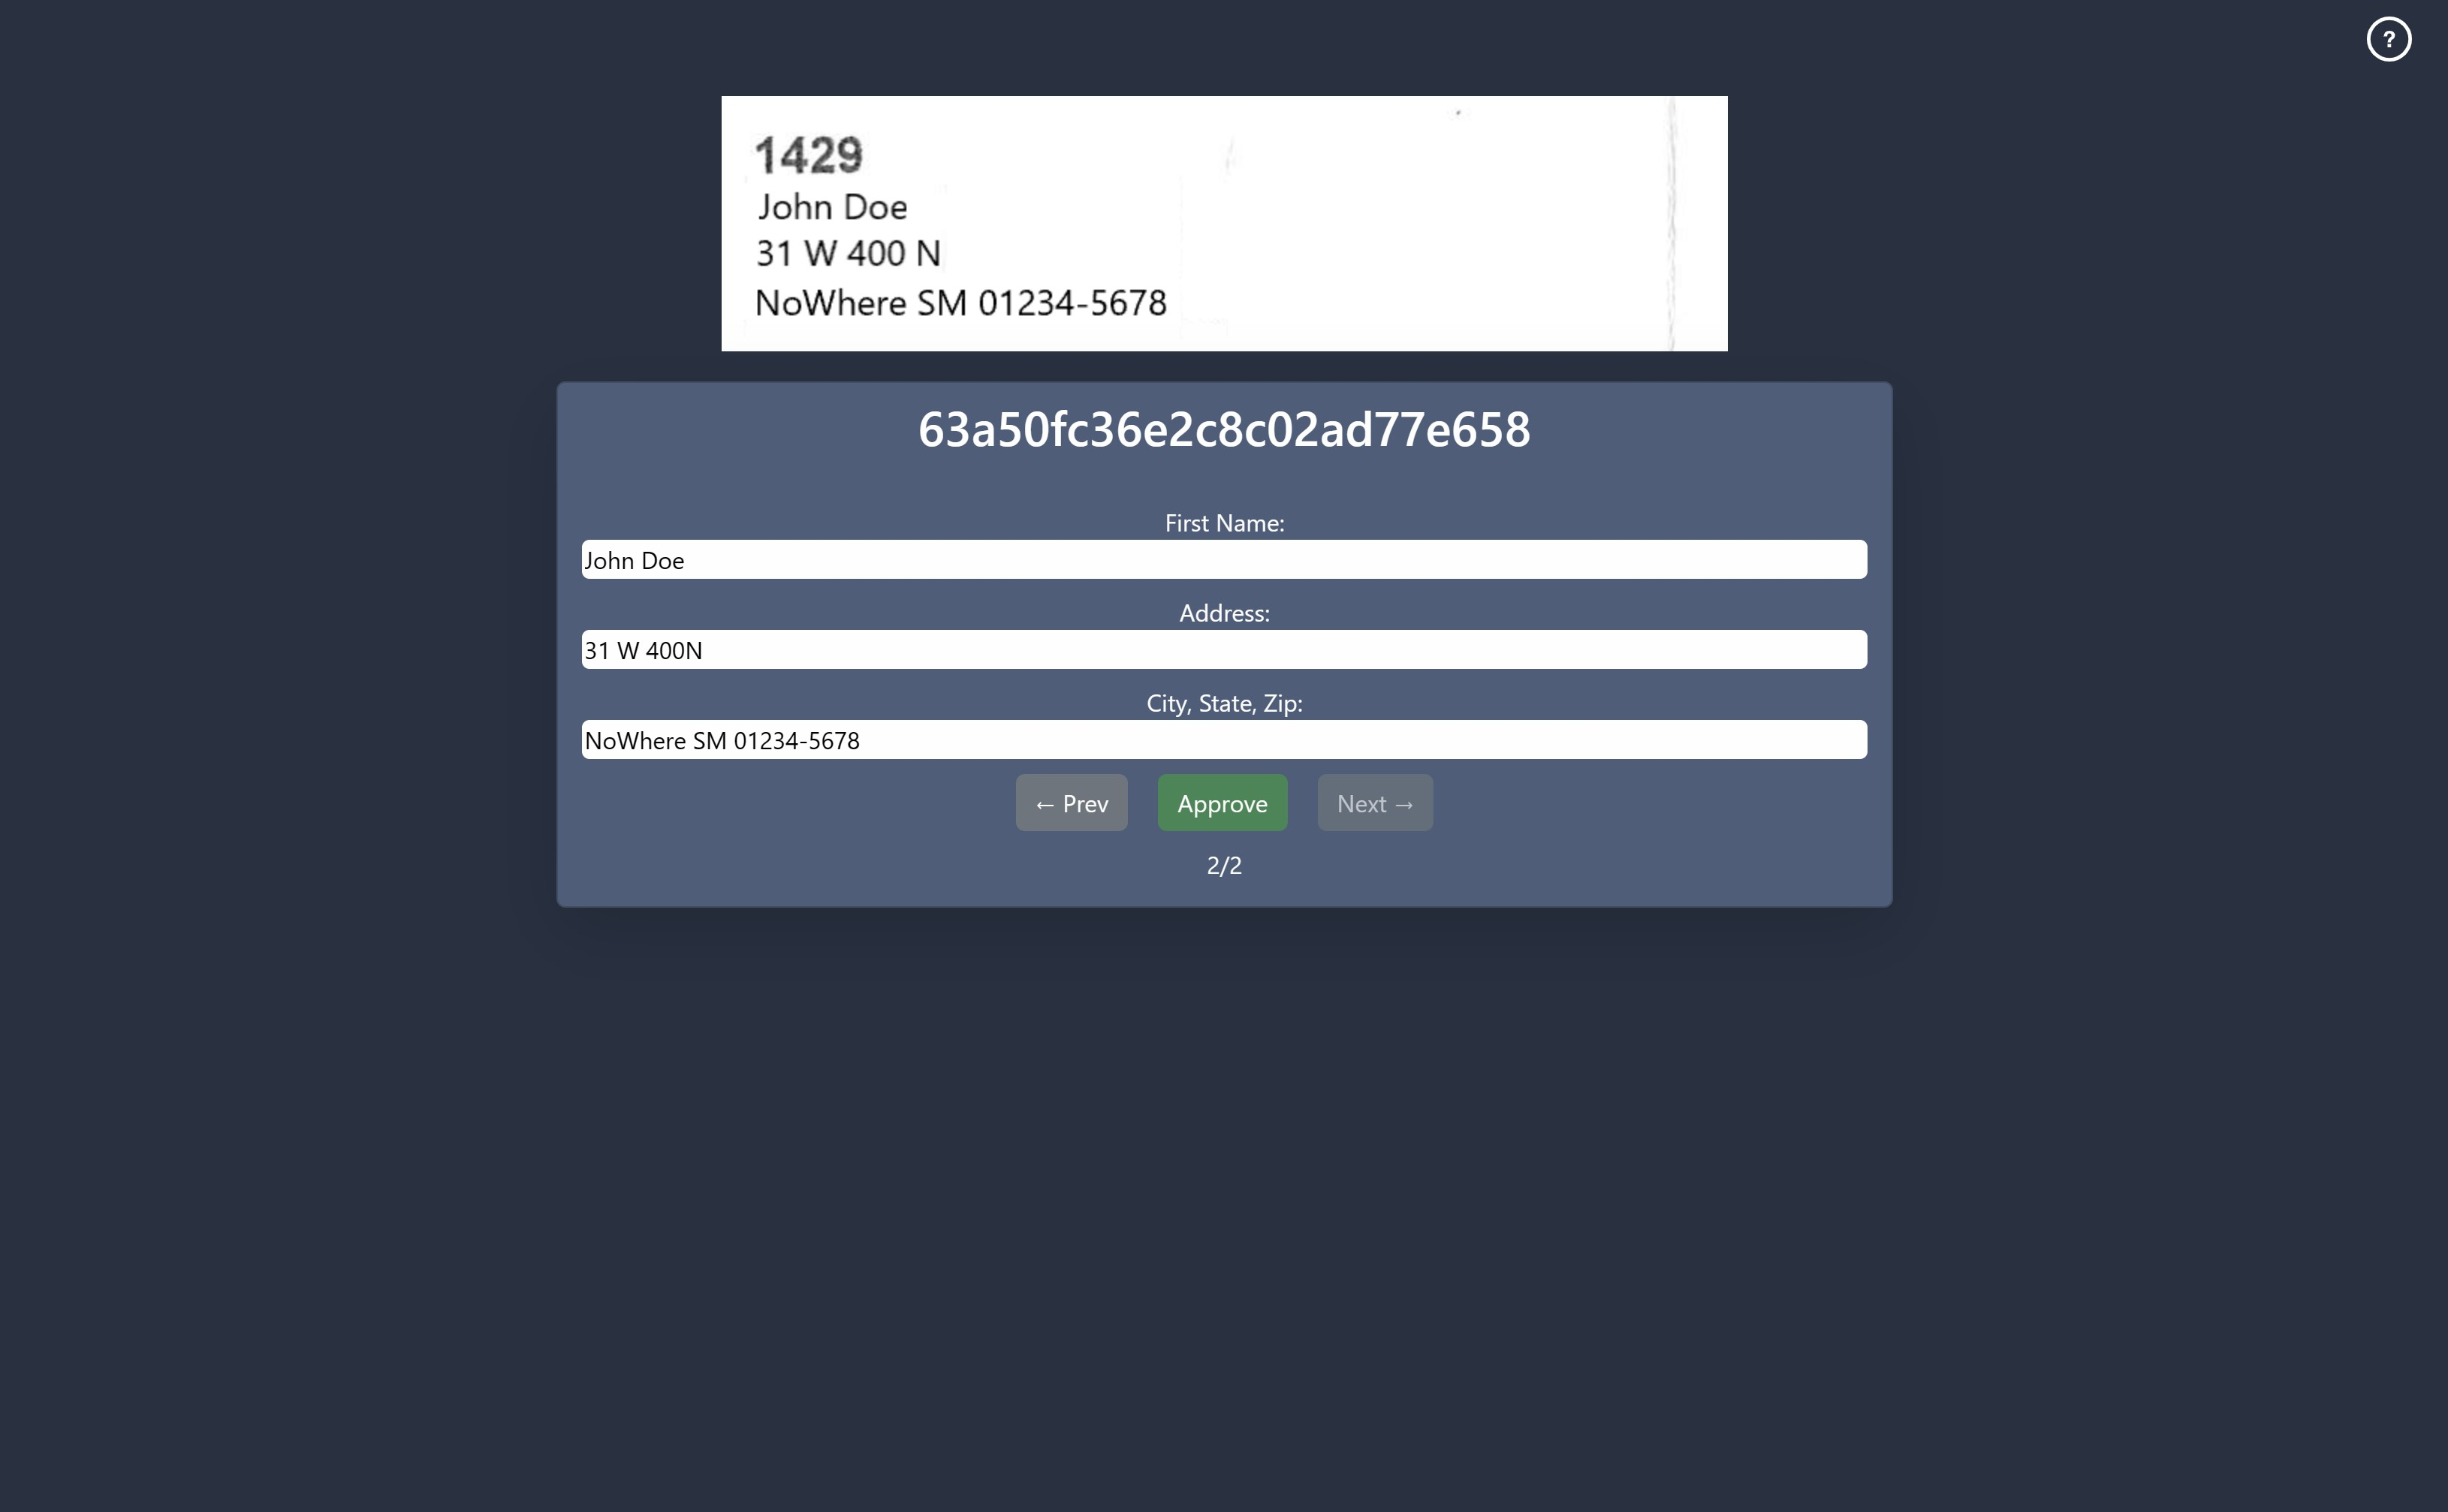 ?
1429
John Doe
31 W 400 N
NoWhere SM 01234-5678
63a50fc36e2c8c02ad77e658
First Name:
John Doe
Address:
31 W 400N
City, State, Zip:
NoWhere SM 01234-5678
← Prev Approve Next →
2/2